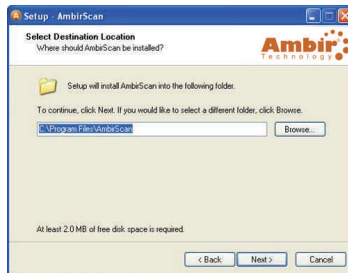 Setup - AmbirScan
Select Destination Location
Where should AmbirScan be installed?
Ambir
Technology
Setup will install AmbirScan into the following folder.
To continue, click Next. If you would like to select a different folder, click Browse.
C:\Program Files\AmbirScan
Browse...
At least 2.0 MB of free disk space is required.
< Back
Next >
Cancel